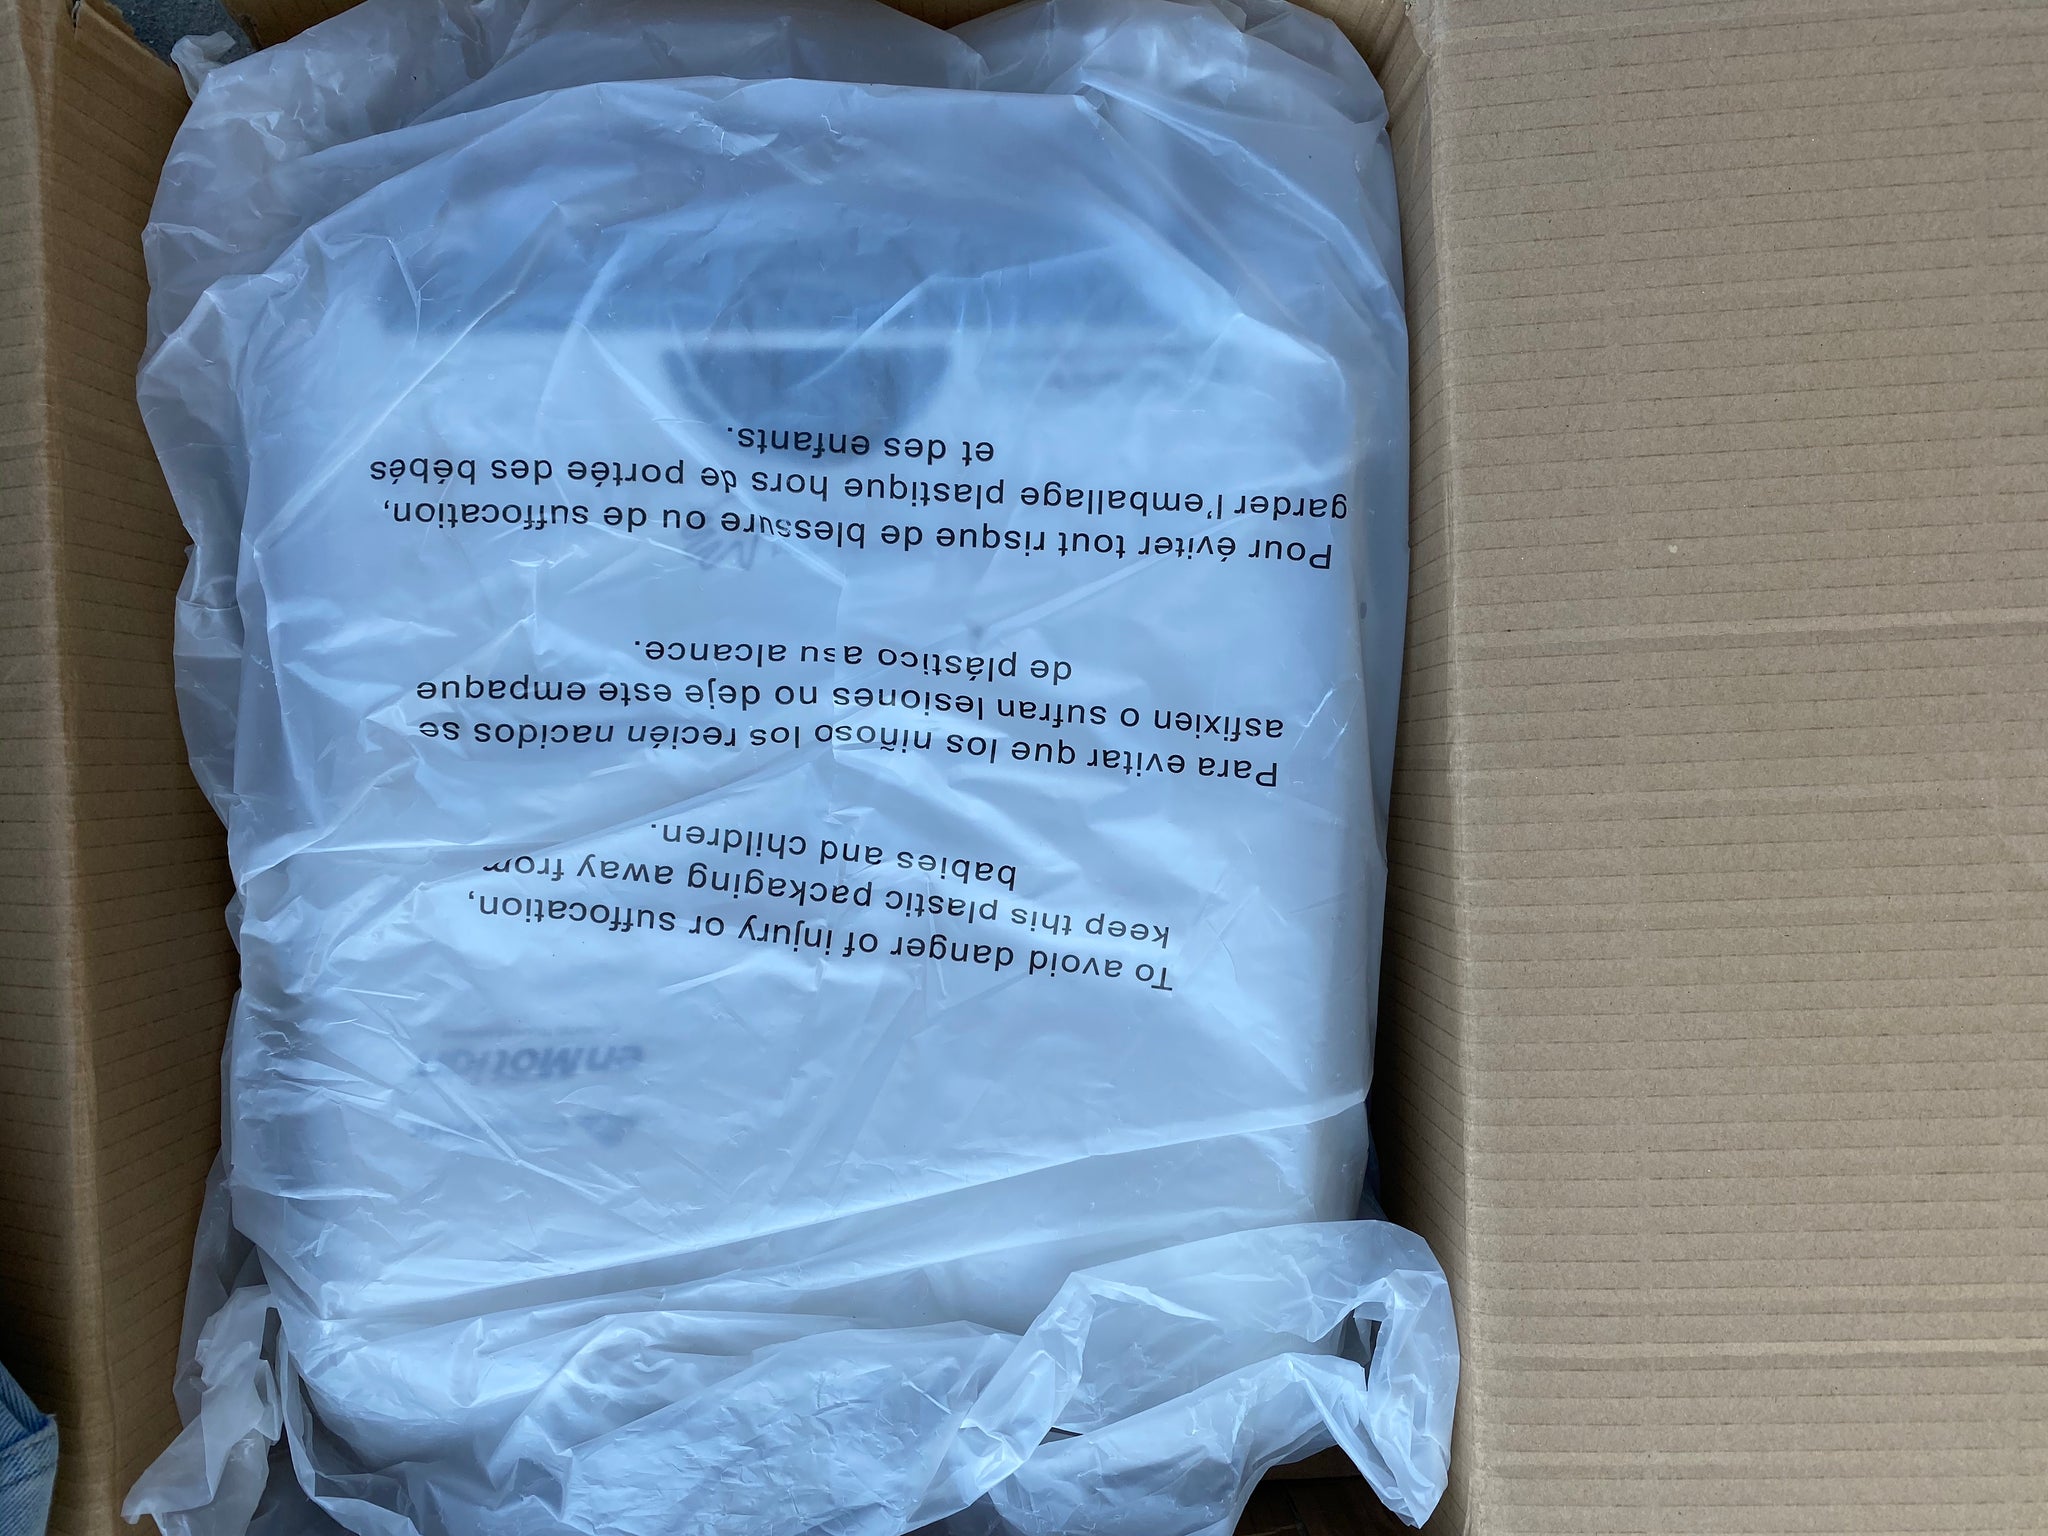 To avoid danger of injury or suffocation,
keep this plastic packaging away from
babies and children.
Para evitar que los niñoso los recién nacidos se
asfixien o sufran lesiones no deje este empaque
de plástico asu alcance.
Pour éviter tout risque de blessure ou de suffocation,
garder l'emballage plastique hors de portée des bébés
et des enfants.